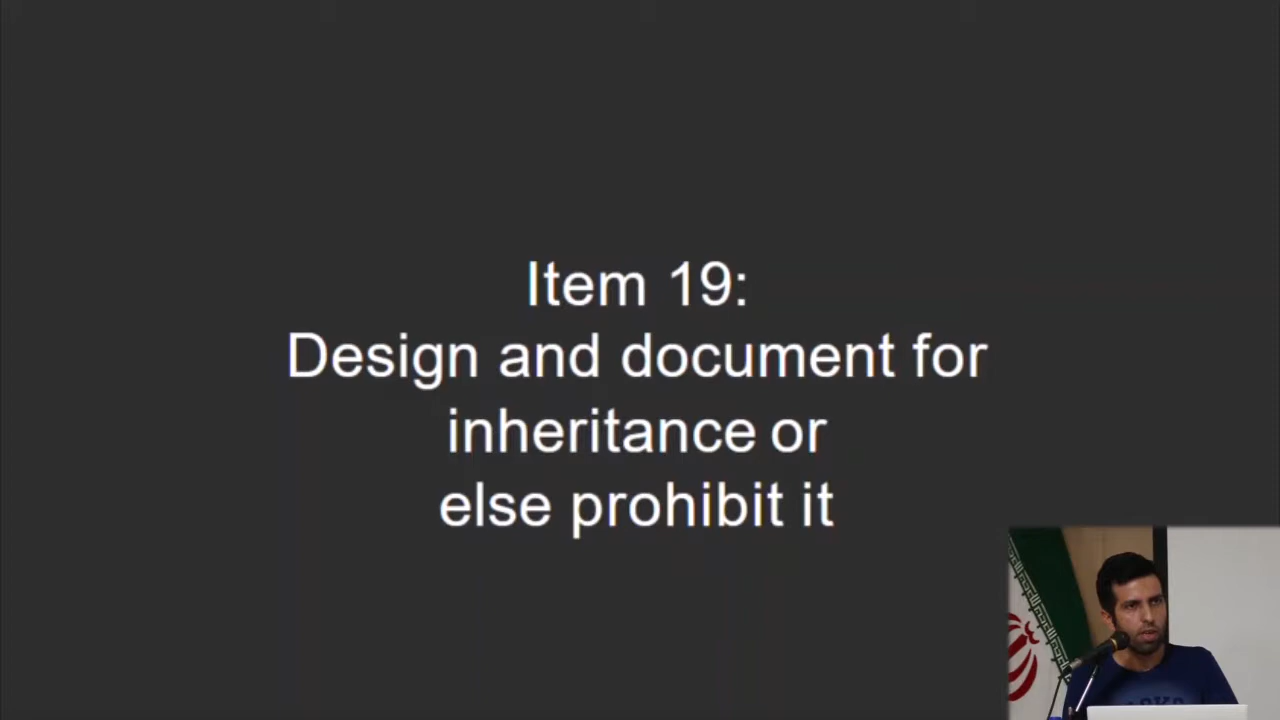 Item 19:
Design and document for
inheritance or
else prohibit it